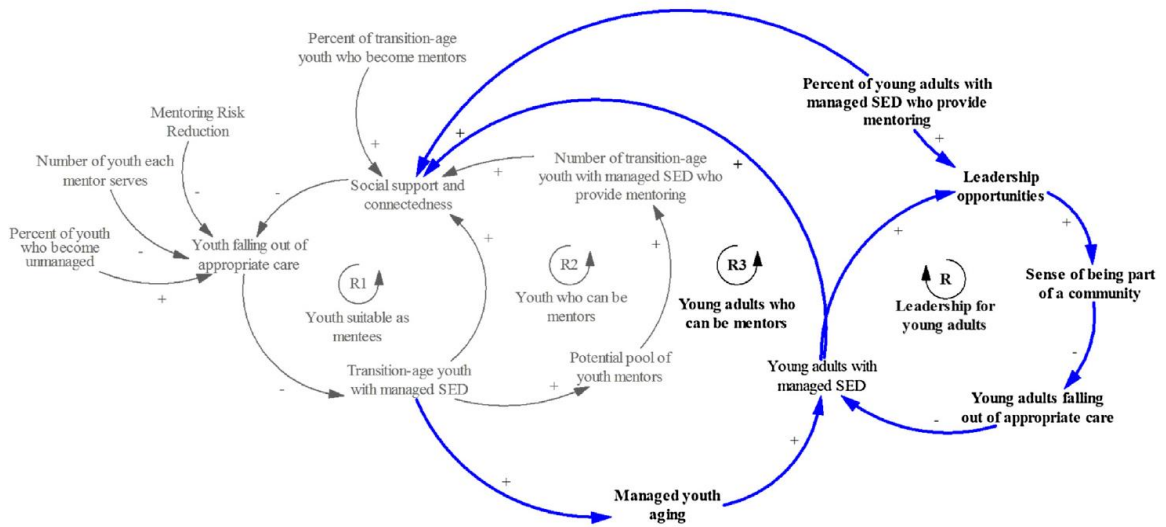 Percent of transition-age
youth who become mentors
Mentoring Risk
Reduction
Number of youth each
mentor serves
Percent of youth
who become
unmanaged
Youth falling out of
appropriate care
Social support and
connectedness
Number of transition-age
youth with managed SED who
provide mentoring
Percent of young adults with
managed SED who provide
mentoring
Leadership
opportunities
Sense of being part
of a community
Young adults falling
out of appropriate care
R1
Youth suitable as
mentees
R2
Youth who can be
mentors
R3
Young adults who
can be mentors
R
Leadership for
young adults
Transition-age youth
with managed SED
Potential pool of
youth mentors
Young adults with
managed SED
Managed youth
aging
+
+
+
+
+
+
+
+
+
+
+
+
-
-
-
-
-
-